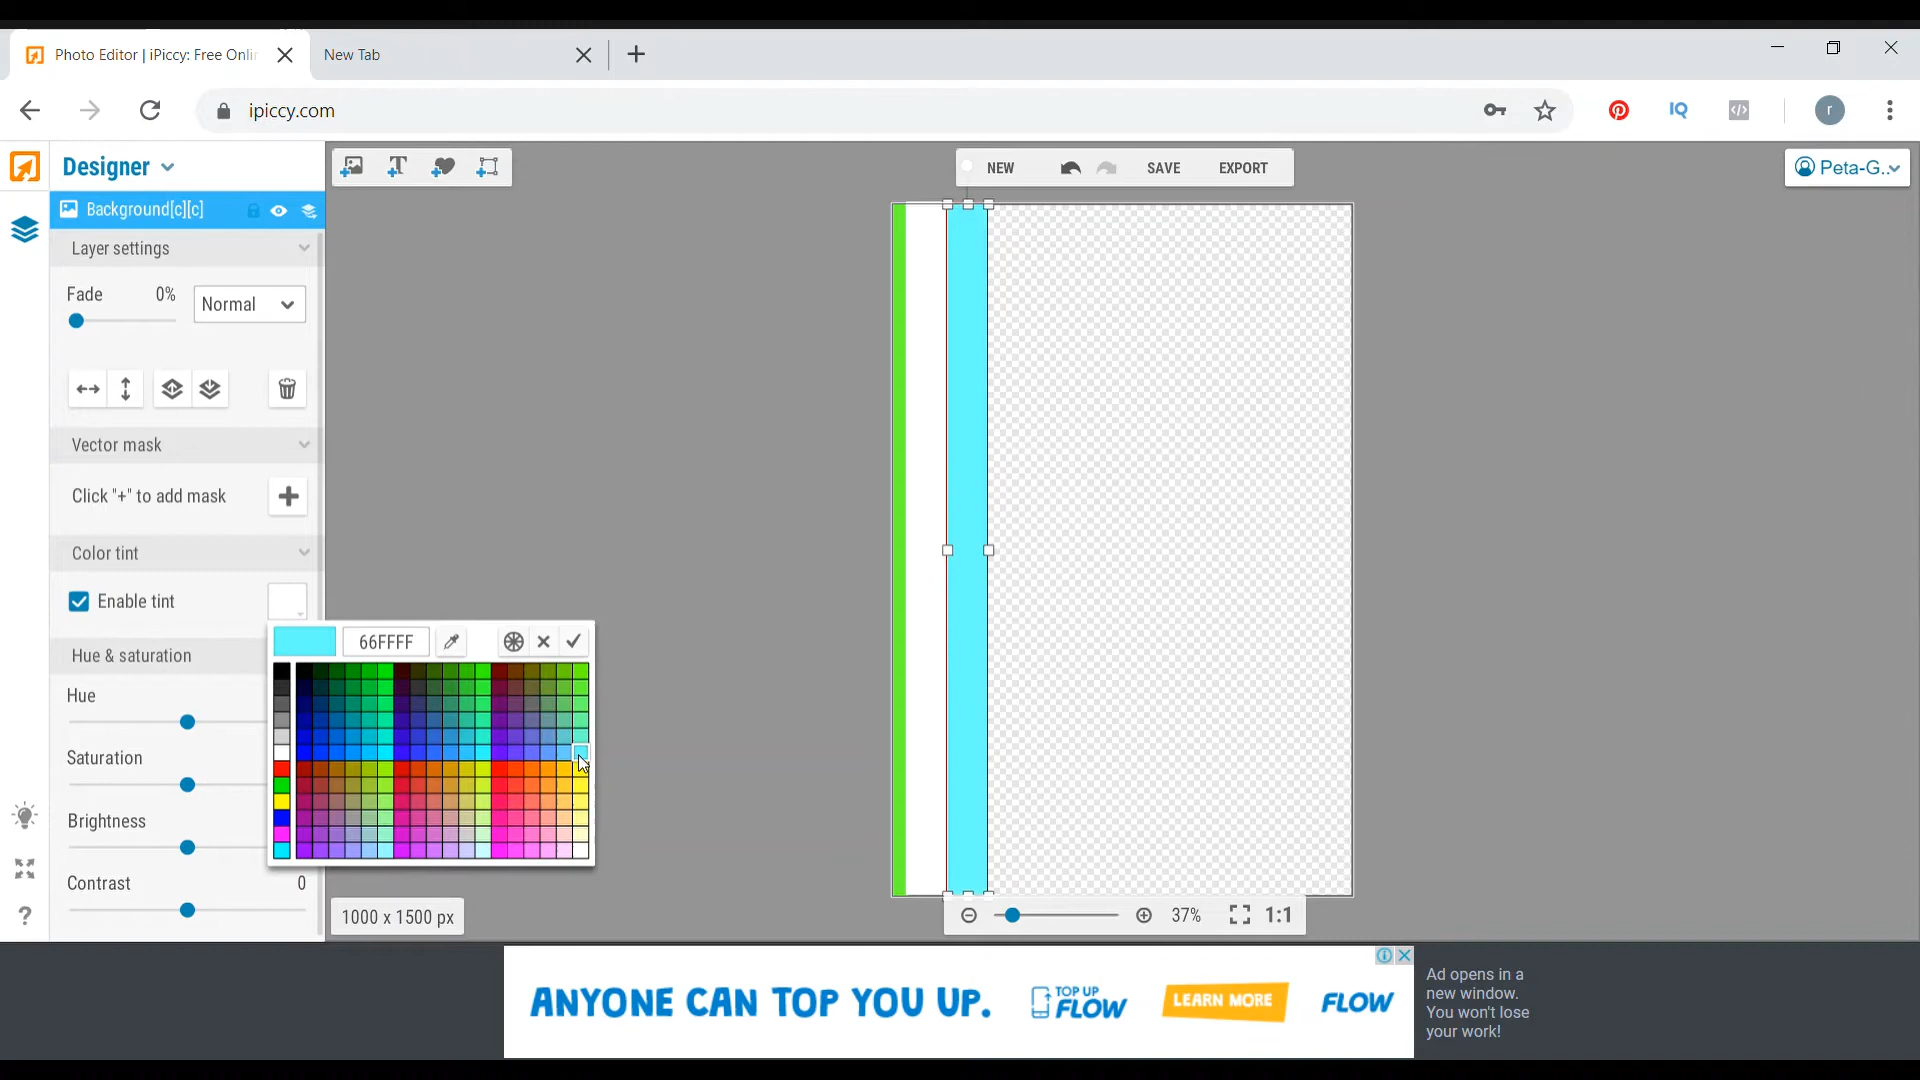 Photo Editor | iPiccy: Free Onlin
New Tab
ipiccy.com
IQ
r
Designer
NEW
SAVE
EXPORT
Peta-G..
Background[c][c]
Layer settings
Fade 0% Normal
Vector mask
Click "+" to add mask
Color tint
Enable tint
66FFFF
Hue & saturation
Hue
Saturation
Brightness
Contrast 0
?
1000 x 1500 px
37%
1:1
ANYONE CAN TOP YOU UP.
TOP UP
FLOW
LEARN MORE
FLOW
Ad opens in a
new window.
You won't lose
your work!